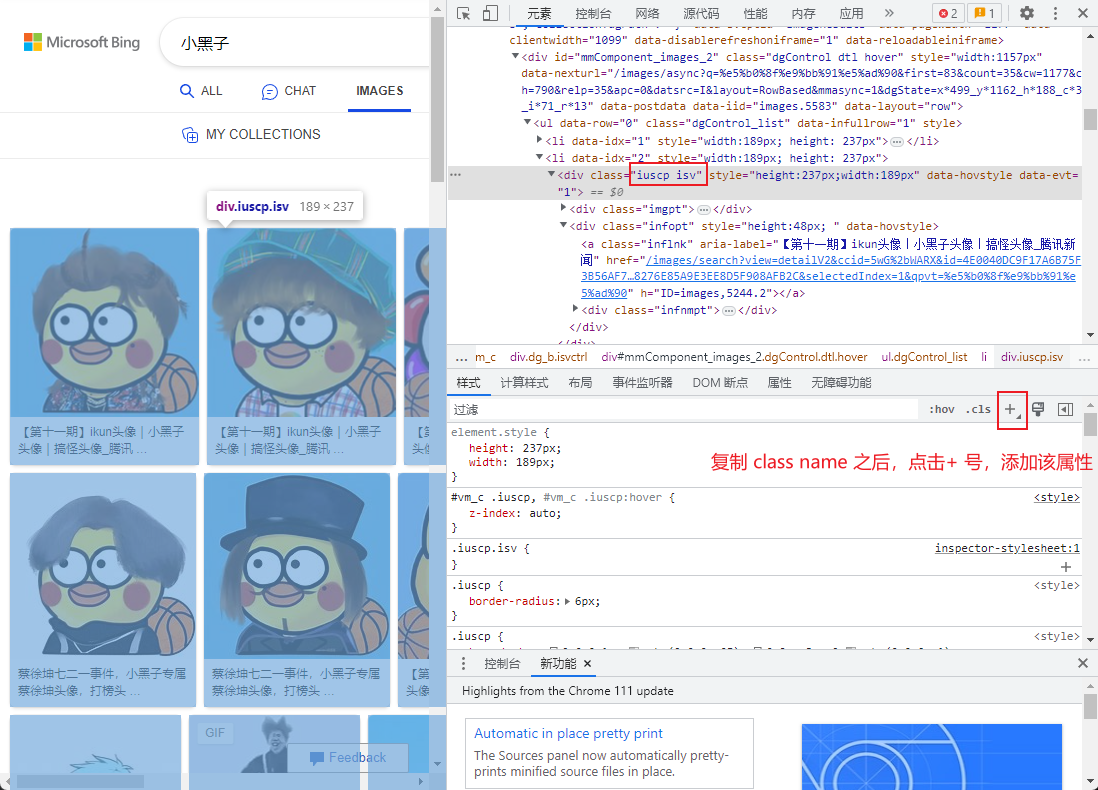 Microsoft Bing
小黑子
ALL
CHAT
IMAGES
MY COLLECTIONS
div.iuscp.isv 189 × 237
【第十一期】ikun头像｜小黑子
头像｜搞怪头像_腾讯 ...
【第十一期】ikun头像｜小黑子
头像｜搞怪头像_腾讯 ...
【第
头像
蔡徐坤七二一事件，小黑子专属
蔡徐坤头像，打榜头 ...
蔡徐坤七二一事件，小黑子专属
蔡徐坤头像，打榜头 ...
【第
小黑
GIF
Feedback
元素 控制台 网络 源代码 性能 内存 应用 » 2 1
clientwidth="1099" data-disablerefreshoniframe="1" data-reloadableiniframe>
<div id="mmComponent_images_2" class="dgControl dtl hover" style="width:1157px"
data-nexturl="/images/async?q=%e5%b0%8f%e9%bb%91%e5%ad%90&first=83&count=35&cw=1177&c
h=790&relp=35&apc=0&datsrc=I&layout=RowBased&mmasync=1&dgState=x*499_y*1162_h*188_c*3
_i*71_r*13" data-postdata data-iid="images.5583" data-layout="row">
<ul data-row="0" class="dgControl_list" data-infullrow="1" style>
<li data-idx="1" style="width:189px; height: 237px">…</li>
<li data-idx="2" style="width:189px; height: 237px">
<div class="iuscp isv" style="height:237px;width:189px" data-hovstyle data-evt=
"1"> == $0
<div class="imgpt">…</div>
<div class="infopt" style="height:48px; " data-hovstyle>
<a class="inflnk" aria-label="【第十一期】ikun头像｜小黑子头像｜搞怪头像_腾讯新
闻" href="/images/search?view=detailV2&ccid=5wG%2bWARX&id=4E0040DC9F17A6B75F
3B56AF7…8276E85A9E3EE8D5F908AFB2C&selectedIndex=1&qpvt=%e5%b0%8f%e9%bb%91%e
5%ad%90" h="ID=images,5244.2"></a>
<div class="infnmpt">…</div>
</div>
</div>
... m_c div.dg_b.isvctrl div#mmComponent_images_2.dgControl.dtl.hover ul.dgControl_list li div.iuscp.isv ...
样式 计算样式 布局 事件监听器 DOM 断点 属性 无障碍功能
过滤 :hov .cls +
element.style {
height: 237px;
width: 189px;
}
复制 class name 之后，点击+ 号，添加该属性
#vm_c .iuscp, #vm_c .iuscp:hover { <style>
z-index: auto;
}
.iuscp.isv { inspector-stylesheet:1
}
.iuscp { <style>
border-radius: 6px;
}
.iuscp { <style>
控制台 新功能 ×
Highlights from the Chrome 111 update
Automatic in place pretty print
The Sources panel now automatically pretty-
prints minified source files in place.